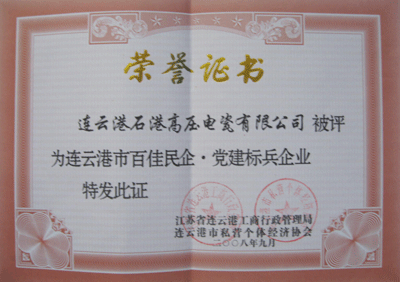 荣誉证书
连云港石港高压电瓷有限公司 被评
为连云港市百佳民企·党建标兵企业
特发此证
江苏省连云港工商行政管理局
连云港市私营个体经济协会
二〇〇八年九月